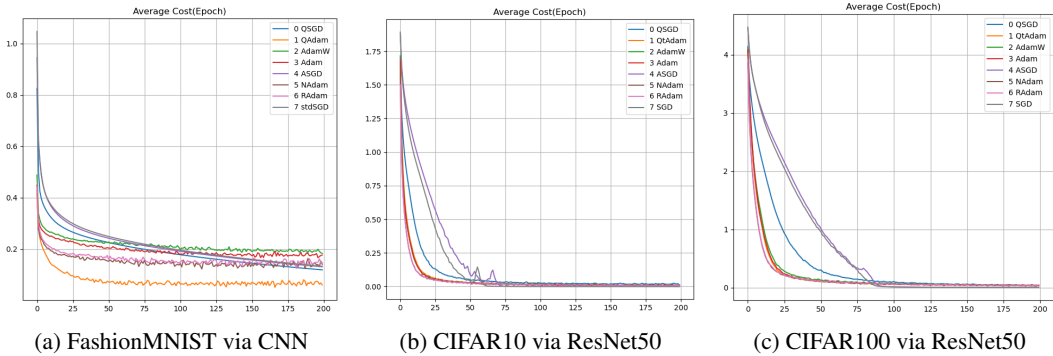 Average Cost(Epoch)
1.0
0.8
0.6
0.4
0.2
0 25 50 75 100 125 150 175 200
0 QSGD
1 QAdam
2 AdamW
3 Adam
4 ASGD
5 NAdam
6 RAdam
7 stdSGD
(a) FashionMNIST via CNN
Average Cost(Epoch)
1.75
1.50
1.25
1.00
0.75
0.50
0.25
0.00
0 25 50 75 100 125 150 175 200
0 QSGD
1 QtAdam
2 AdamW
3 Adam
4 ASGD
5 NAdam
6 RAdam
7 SGD
(b) CIFAR10 via ResNet50
Average Cost(Epoch)
4
3
2
1
0
0 25 50 75 100 125 150 175 200
0 QSGD
1 QtAdam
2 AdamW
3 Adam
4 ASGD
5 NAdam
6 RAdam
7 SGD
(c) CIFAR100 via ResNet50